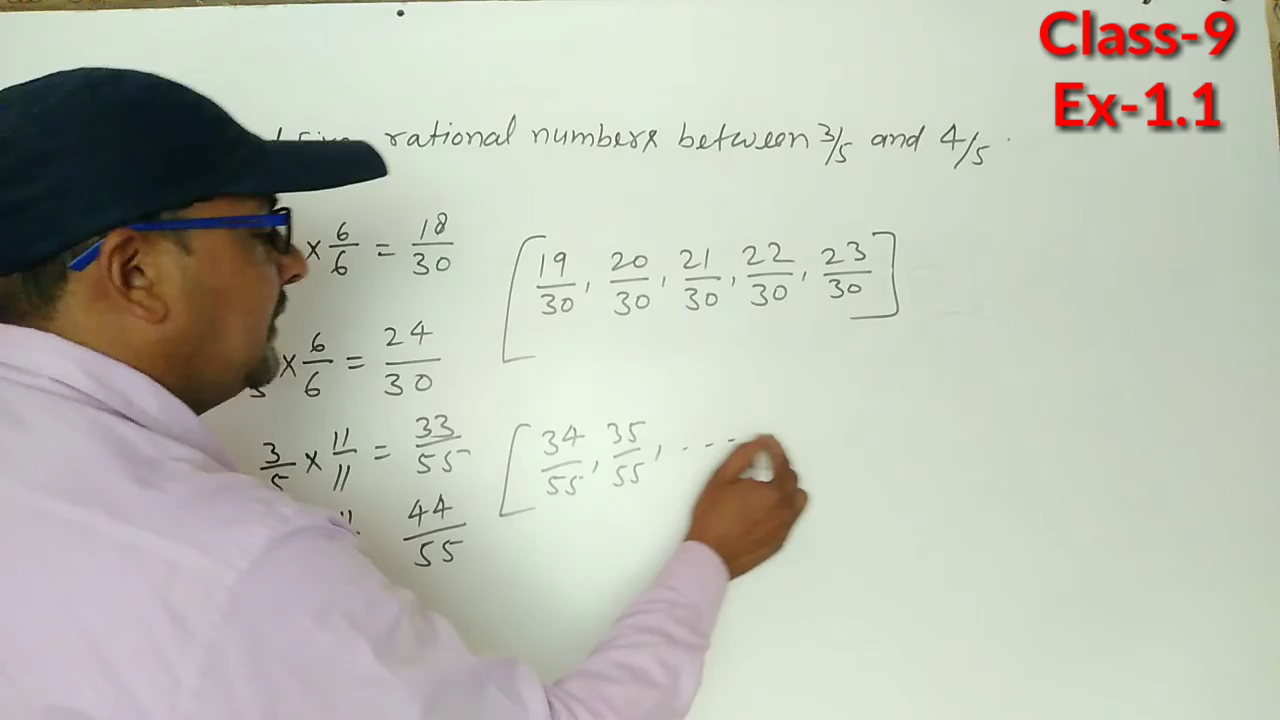 Class-9
Ex-1.1
rational numbers between 3/5 and 4/5.
× 6/6 = 18/30 [19/30, 20/30, 21/30, 22/30, 23/30]
× 6/6 = 24/30
3/5 × 11/11 = 33/55 [34/55, 35/55, ----
44/55